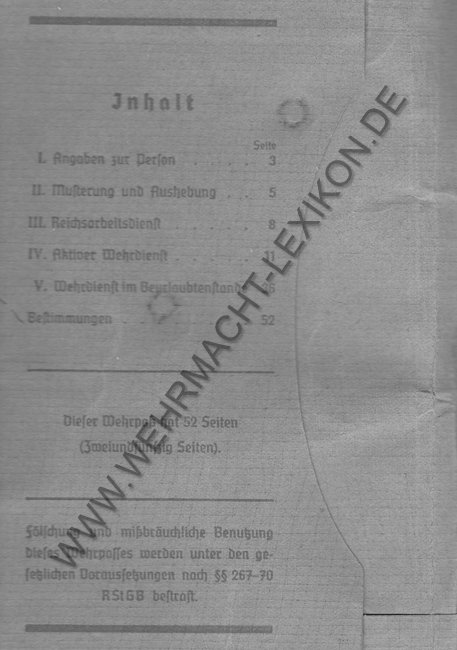 Inhalt
Seite
I. Angaben zur Person . . . . . 3
II. Musterung und Aushebung . . . 5
III. Reichsarbeitsdienst . . . . . 8
IV. Aktiver Wehrdienst . . . . . 11
V. Wehrdienst im Beurlaubtenstande
Bestimmungen . . . . 52
Dieser Wehrpaß hat 52 Seiten
(Zweiundfünfzig Seiten).
Fälschung und mißbräuchliche Benutzung
dieses Wehrpasses werden unter den ge-
setzlichen Voraussetzungen nach §§ 267–70
RStGB bestraft.
WWW.WEHRMACHT-LEXIKON.DE